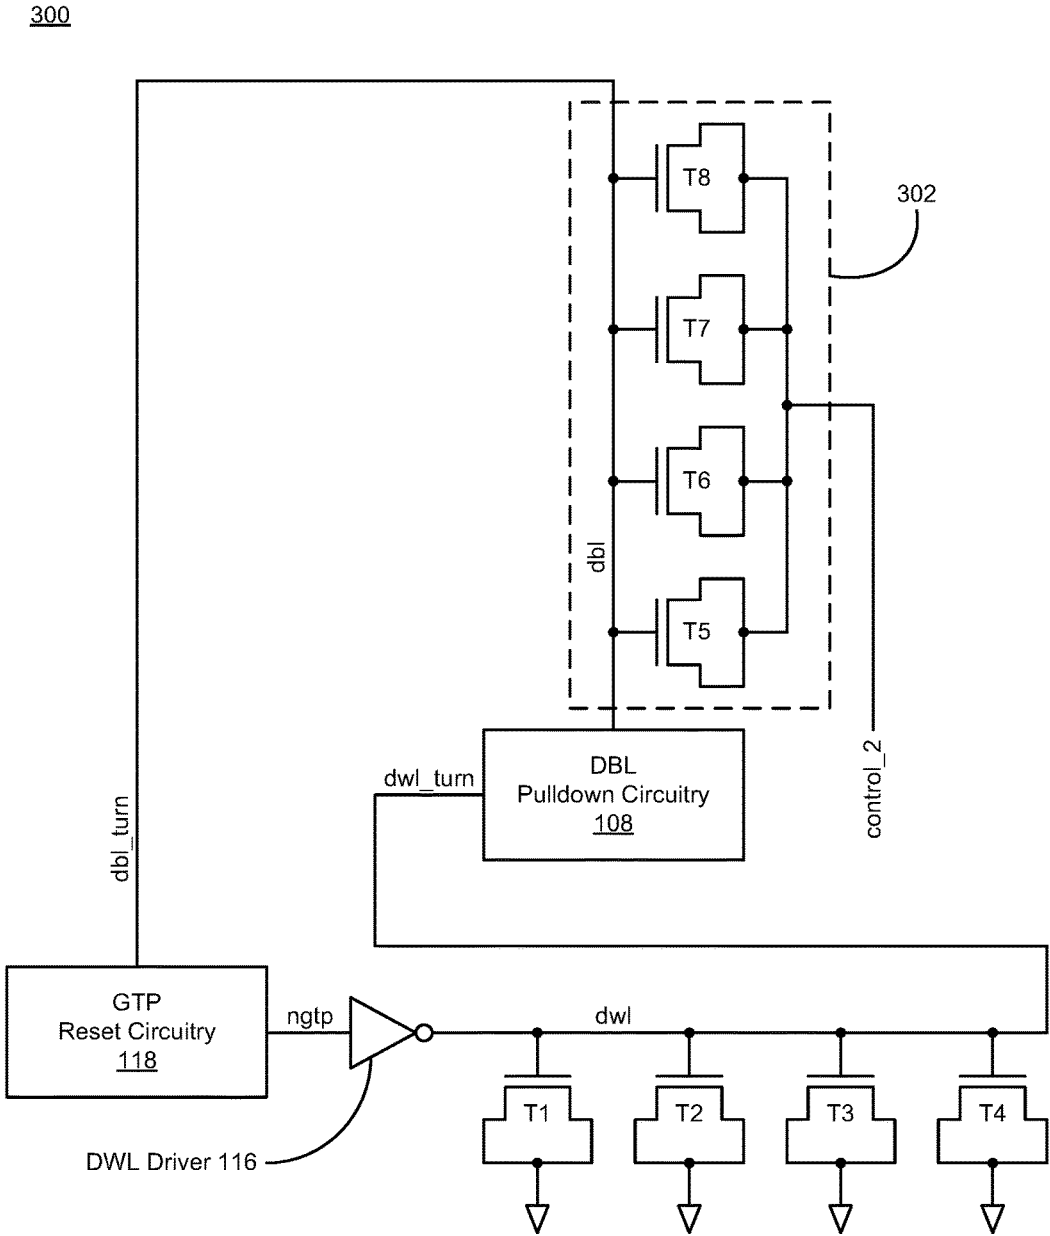 300
T8
302
T7
T6
dbl
T5
DBL
Pulldown Circuitry
108
dwl_turn
control_2
dbl_turn
GTP
Reset Circuitry
118
ngtp
dwl
T1
T2
T3
T4
DWL Driver 116